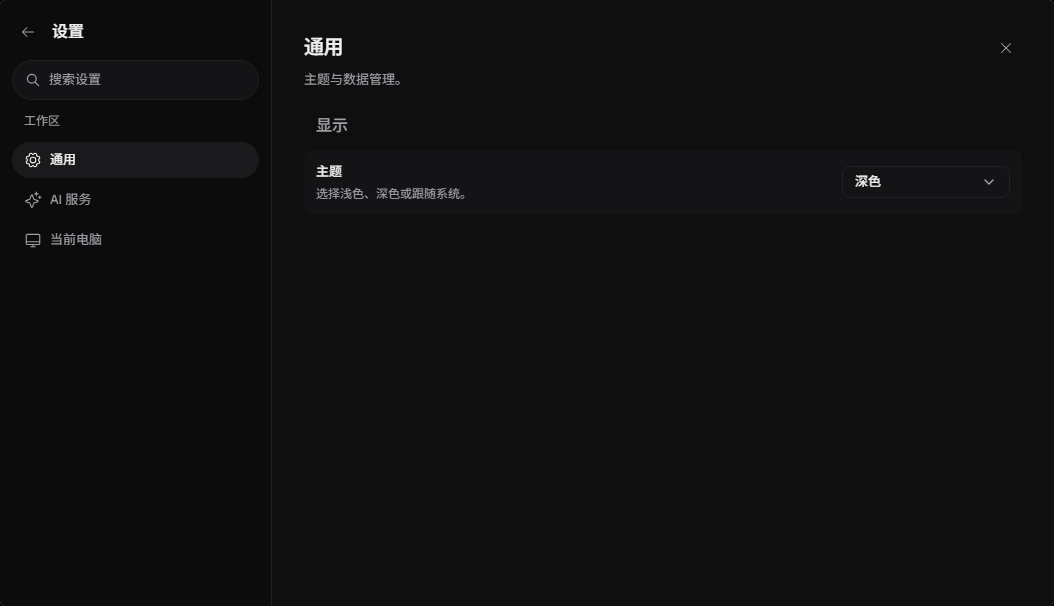 设置
搜索设置
工作区
通用
AI 服务
当前电脑
通用
主题与数据管理。
显示
主题
选择浅色、深色或跟随系统。
深色